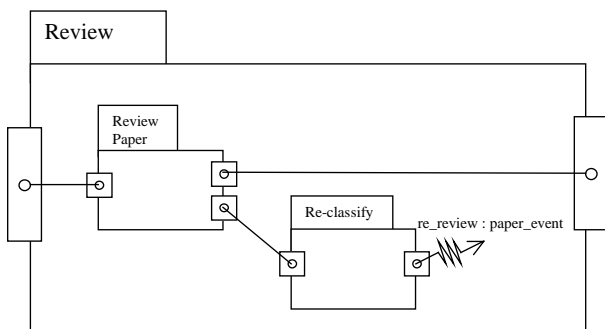 Review
Review
Paper
Re-classify
re_review : paper_event